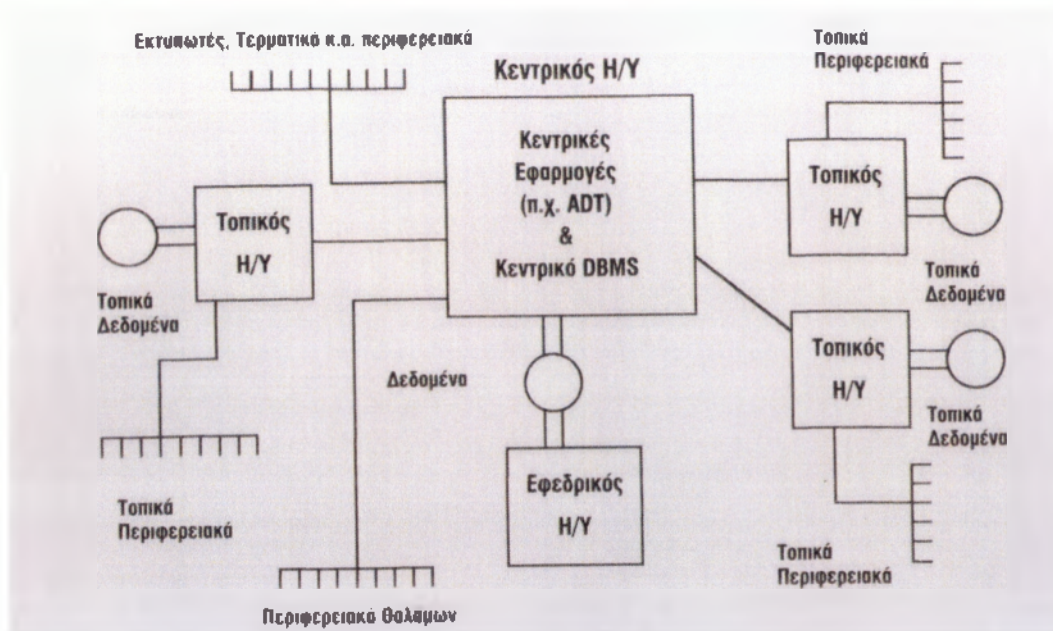 Εκτυπωτές, Τερματικά κ.α. περιφερειακά
Κεντρικός Η/Υ
Τοπικά
Περιφερειακά
Κεντρικές
Εφαρμογές
(π.χ. ADT)
&
Κεντρικό DBMS
Τοπικός
Η/Υ
Τοπικά
Δεδομένα
Τοπικός
Η/Υ
Τοπικά
Δεδομένα
Τοπικός
Η/Υ
Τοπικά
Δεδομένα
Δεδομένα
Εφεδρικός
Η/Υ
Τοπικά
Περιφερειακά
Τοπικά
Περιφερειακά
Περιφερειακά Θαλάμων